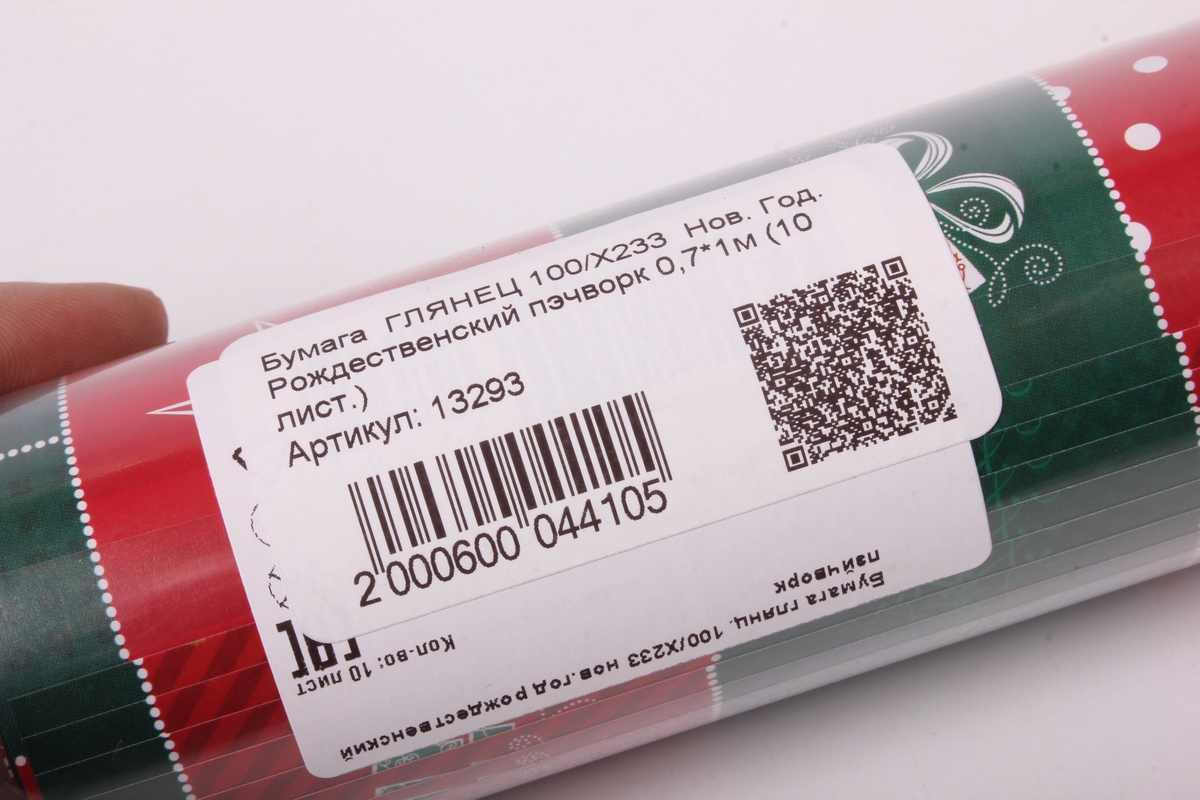 Бумага ГЛЯНЕЦ 100/Х233 Нов. Год.
Рождественский пэчворк 0,7*1м (10
лист.)
Артикул: 13293
2 000600 044105
Бумага глянц. 100/Х233 нов.год рождественский
пэйчворк
Кол-во: 10 лист